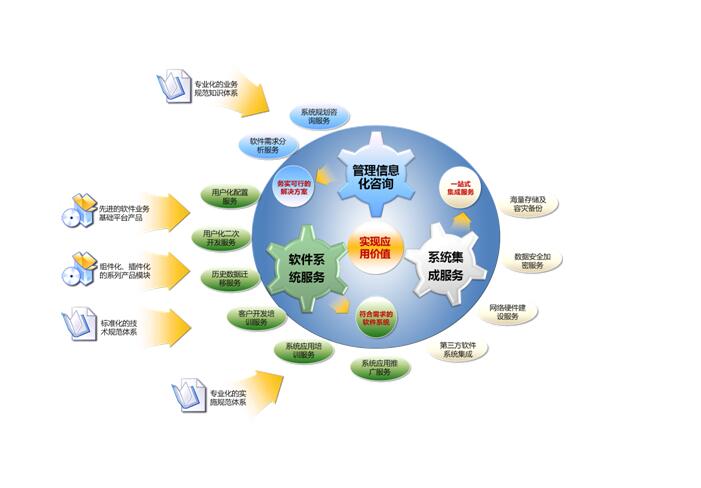 专业化的业务
规范知识体系
系统规划咨
询服务
软件需求分
析服务
管理信息
化咨询
务实可行的
解决方案
一站式
集成服务
用户化配置
服务
海量存储及
容灾备份
先进的软件业务
基础平台产品
用户化二次
开发服务
实现应
用价值
软件系
统服务
系统集
成服务
数据安全加
密服务
组件化、插件化
的系列产品模块
历史数据迁
移服务
网络硬件建
设服务
标准化的技
术规范体系
客户开发培
训服务
符合需求的
软件系统
系统应用培
训服务
第三方软件
系统集成
系统应用推
广服务
专业化的实
施规范体系